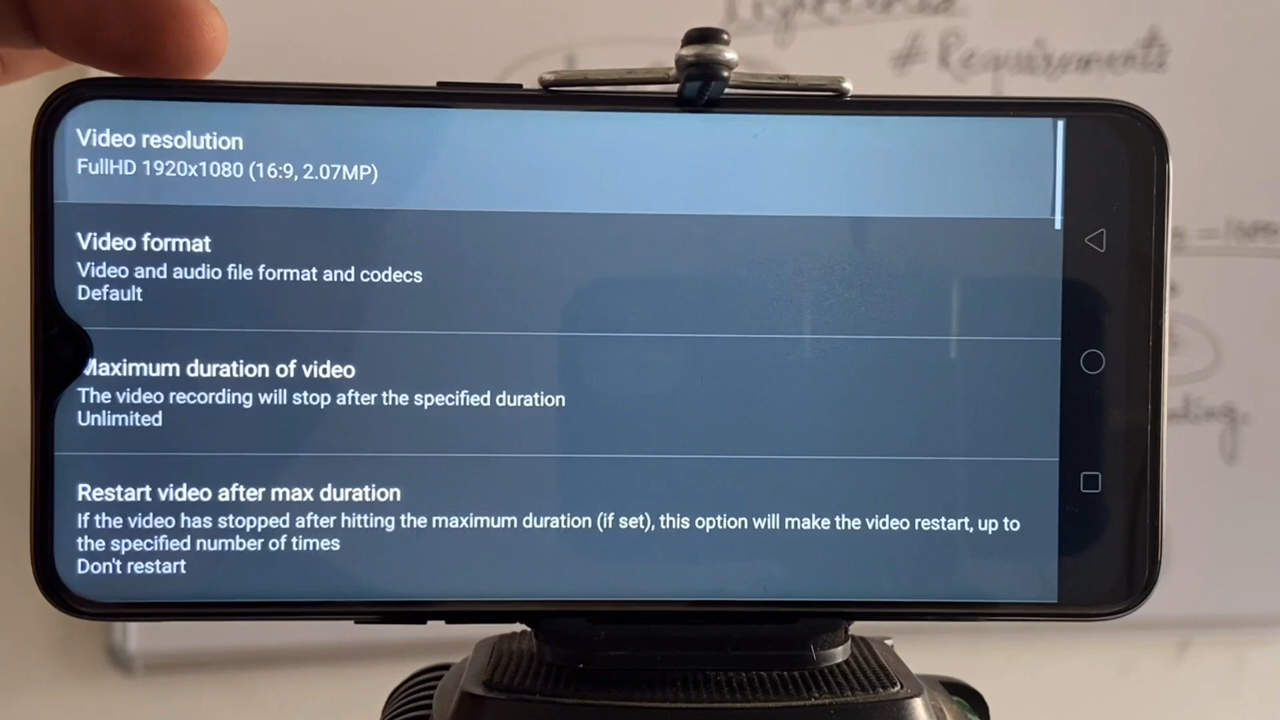 # Requirements
Video resolution
FullHD 1920x1080 (16:9, 2.07MP)
Video format
Video and audio file format and codecs
Default
Maximum duration of video
The video recording will stop after the specified duration
Unlimited
Restart video after max duration
If the video has stopped after hitting the maximum duration (if set), this option will make the video restart, up to
the specified number of times
Don't restart